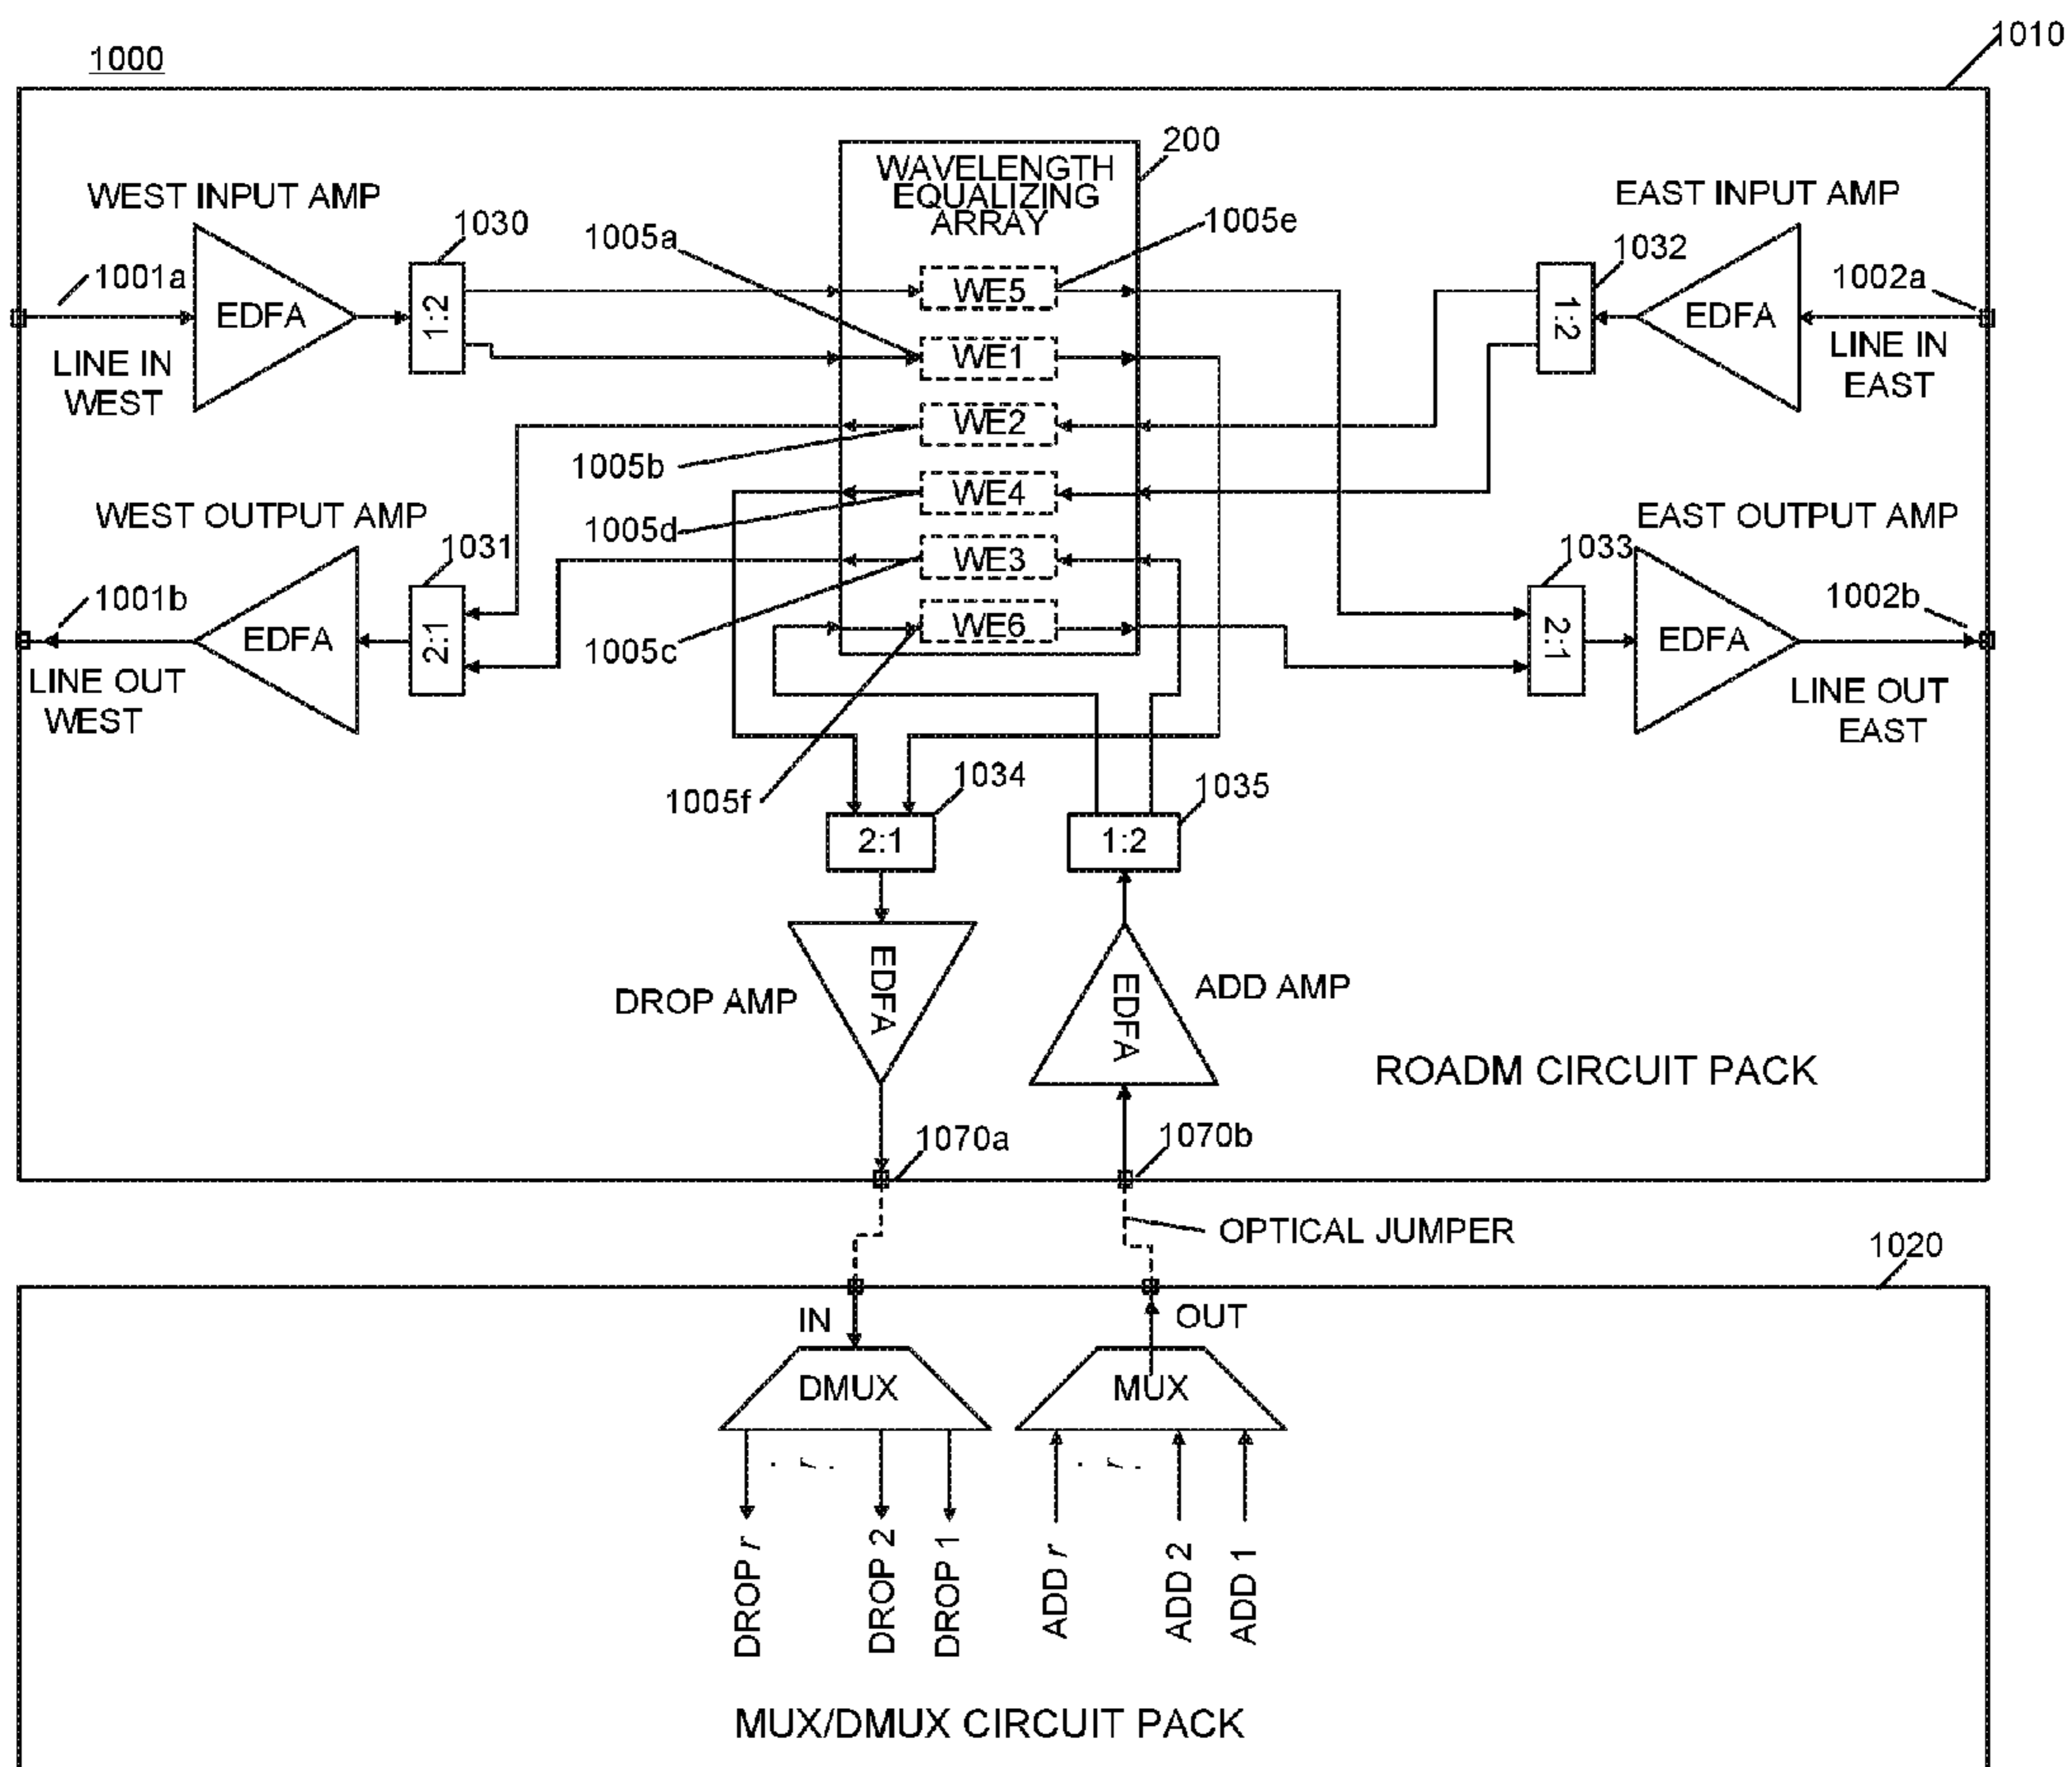 1000
1010
200
WAVELENGTH
EQUALIZING
ARRAY
WEST INPUT AMP
EAST INPUT AMP
1030
1005a
1005e
1032
1001a
1002a
EDFA
1:2
WE5
1:2
EDFA
LINE IN
WEST
WE1
LINE IN
EAST
WE2
1005b
WE4
1005d
WEST OUTPUT AMP
EAST OUTPUT AMP
1031
WE3
1033
1001b
1002b
EDFA
2:1
1005c
WE6
2:1
EDFA
LINE OUT
WEST
LINE OUT
EAST
1005f
1034
1035
2:1
1:2
DROP AMP
EDFA
EDFA
ADD AMP
ROADM CIRCUIT PACK
1070a
1070b
OPTICAL JUMPER
1020
IN
OUT
DMUX
MUX
. r .
. r .
DROP r
DROP 2
DROP 1
ADD r
ADD 2
ADD 1
MUX/DMUX CIRCUIT PACK